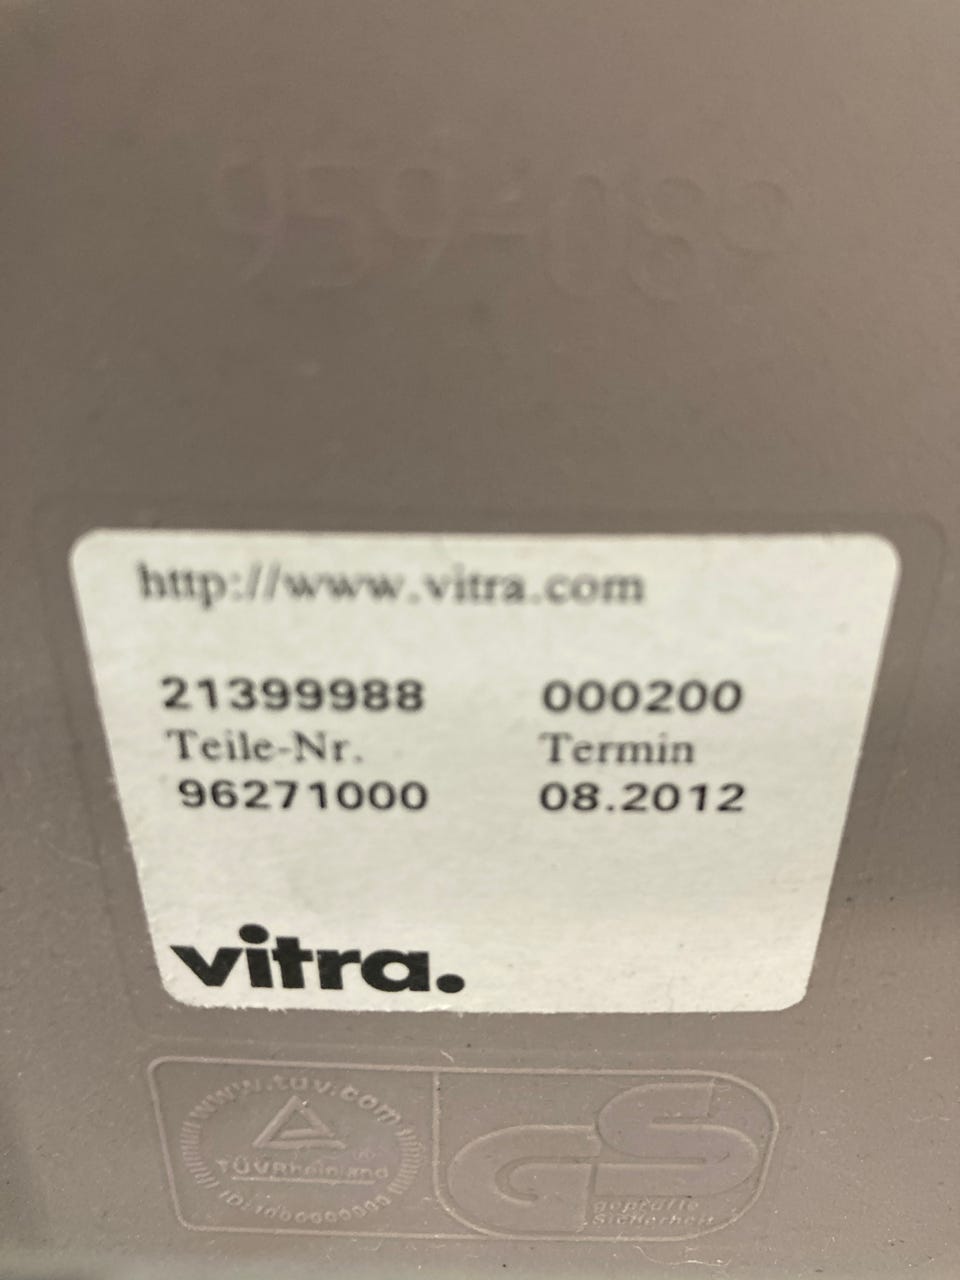 http://www.vitra.com
21399988 000200
Teile-Nr. Termin
96271000 08.2012
vitra.
www.tuv.com
TÜVRheinland
GS
geprüfte
Sicherheit